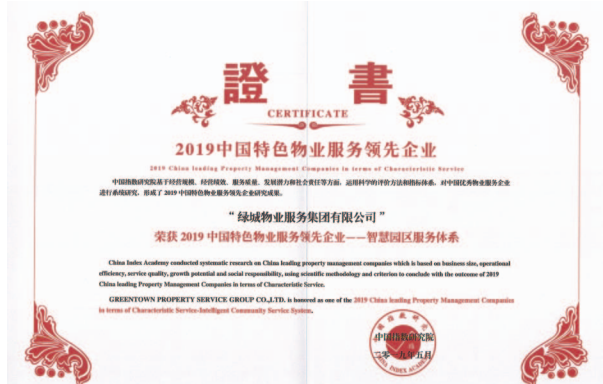 證書
CERTIFICATE
2019中国特色物业服务领先企业
2019 China leading Property Management Companies in terms of Characteristic Service
中国指数研究院基于经营规模、经营绩效、服务质量、发展潜力和社会责任等方面，运用科学的评价方法和指标体系，对中国优秀物业服务企业
进行系统研究，形成了 2019 中国特色物业服务领先企业研究成果。
“绿城物业服务集团有限公司”
荣获 2019 中国特色物业服务领先企业——智慧园区服务体系
China Index Academy conducted systematic research on China leading property management companies which is based on business size, operational
efficiency, service quality, growth potential and social responsibility, using scientific methodology and criterion to conclude with the outcome of 2019
China leading Property Management Companies in terms of Characteristic Service.
GREENTOWN PROPERTY SERVICE GROUP CO.,LTD. is honored as one of the 2019 China leading Property Management Companies
in terms of Characteristic Service-Intelligent Community Service System.
中国指数研究院
中国指数研究院
二〇一九年五月
CHINA INDEX ACADEMY